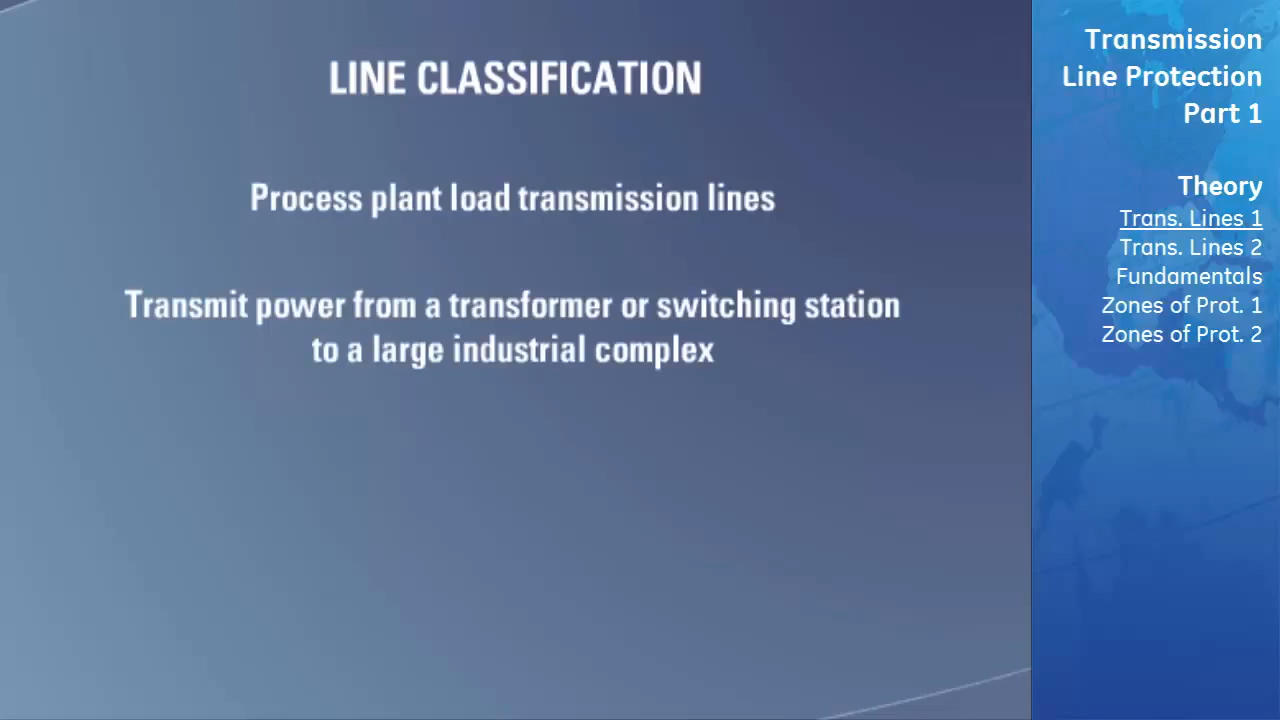 LINE CLASSIFICATION
Process plant load transmission lines
Transmit power from a transformer or switching station
to a large industrial complex
Transmission
Line Protection
Part 1
Theory
Trans. Lines 1
Trans. Lines 2
Fundamentals
Zones of Prot. 1
Zones of Prot. 2